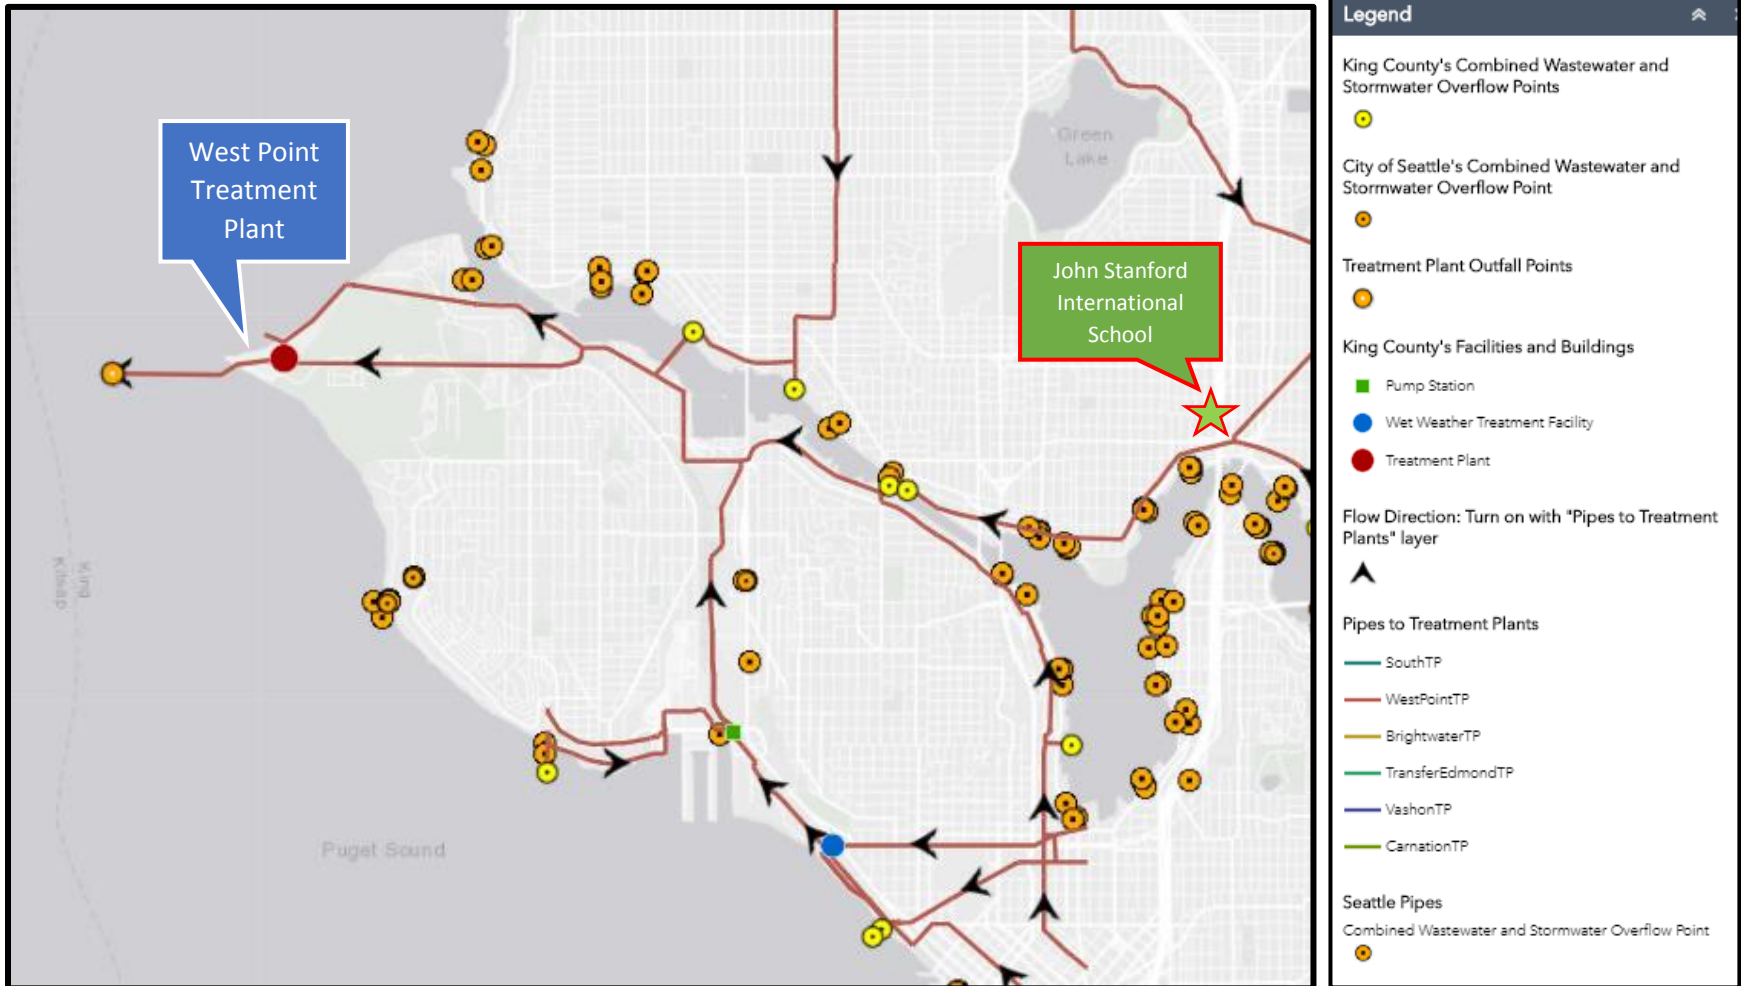 West Point
Treatment
Plant
Green
Lake
John Stanford
International
School
King
Kitsap
Puget Sound
Legend
King County's Combined Wastewater and
Stormwater Overflow Points
City of Seattle's Combined Wastewater and
Stormwater Overflow Point
Treatment Plant Outfall Points
King County's Facilities and Buildings
Pump Station
Wet Weather Treatment Facility
Treatment Plant
Flow Direction: Turn on with "Pipes to Treatment
Plants" layer
Pipes to Treatment Plants
SouthTP
WestPointTP
BrightwaterTP
TransferEdmondTP
VashonTP
CarnationTP
Seattle Pipes
Combined Wastewater and Stormwater Overflow Point